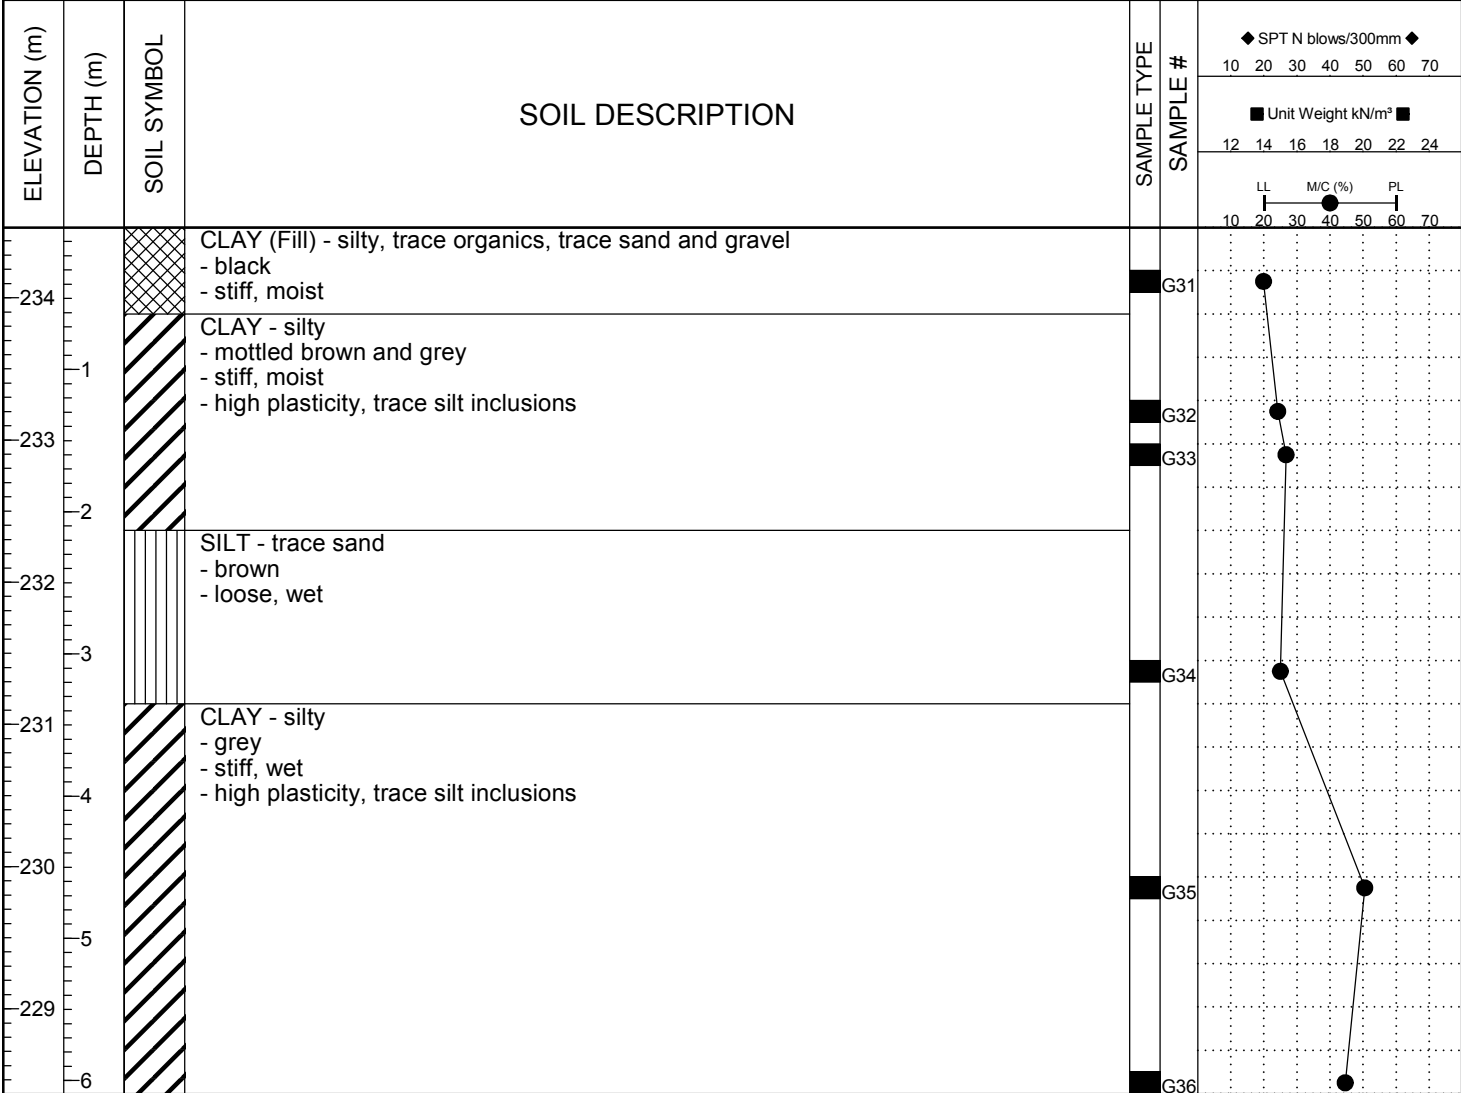 ELEVATION (m)
DEPTH (m)
SOIL SYMBOL
SOIL DESCRIPTION
SAMPLE TYPE
SAMPLE #
◆ SPT N blows/300mm ◆
10 20 30 40 50 60 70
■ Unit Weight kN/m³ ■
12 14 16 18 20 22 24
LL M/C (%) PL
10 20 30 40 50 60 70
CLAY (Fill) - silty, trace organics, trace sand and gravel
- black
- stiff, moist
G31
234
CLAY - silty
- mottled brown and grey
- stiff, moist
- high plasticity, trace silt inclusions
1
G32
233
G33
2
SILT - trace sand
- brown
- loose, wet
232
3
G34
CLAY - silty
- grey
- stiff, wet
- high plasticity, trace silt inclusions
231
4
230
G35
5
229
6
G36